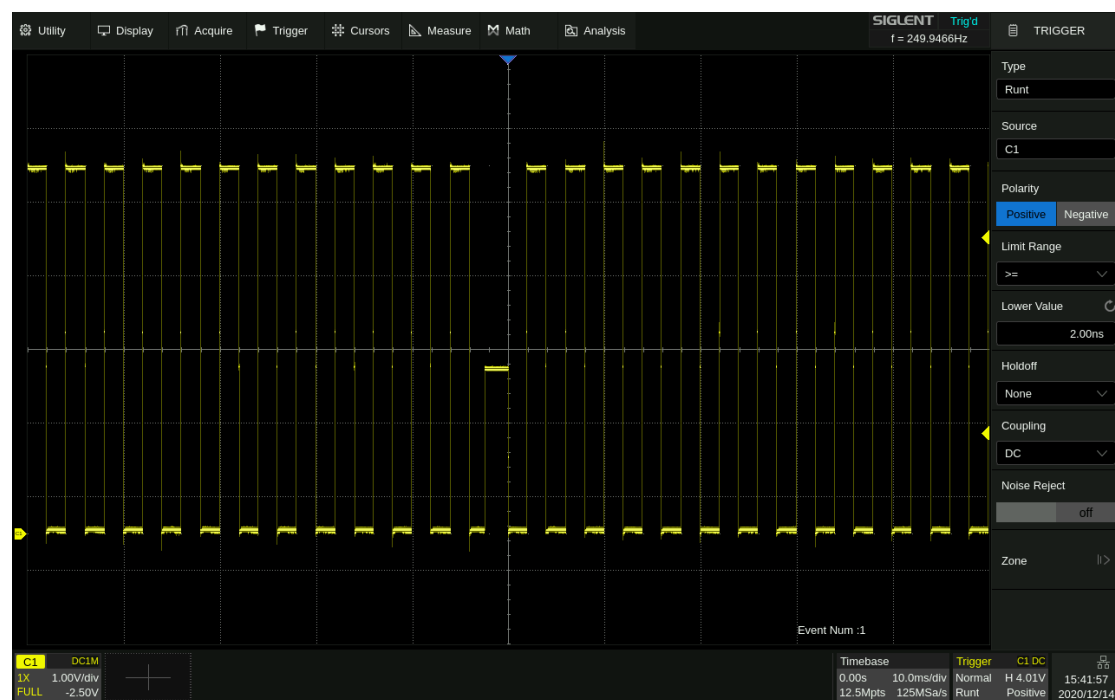 Utility Display Acquire Trigger Cursors Measure Math Analysis
SIGLENT Trig'd
f = 249.9466Hz
TRIGGER
Type
Runt
Source
C1
Polarity
Positive Negative
Limit Range
>=
Lower Value
2.00ns
Holdoff
None
Coupling
DC
Noise Reject
off
Zone
Event Num :1
C1 DC1M
1X 1.00V/div
FULL -2.50V
Timebase
0.00s 10.0ms/div
12.5Mpts 125MSa/s
Trigger C1 DC
Normal H 4.01V
Runt Positive
15:41:57
2020/12/14